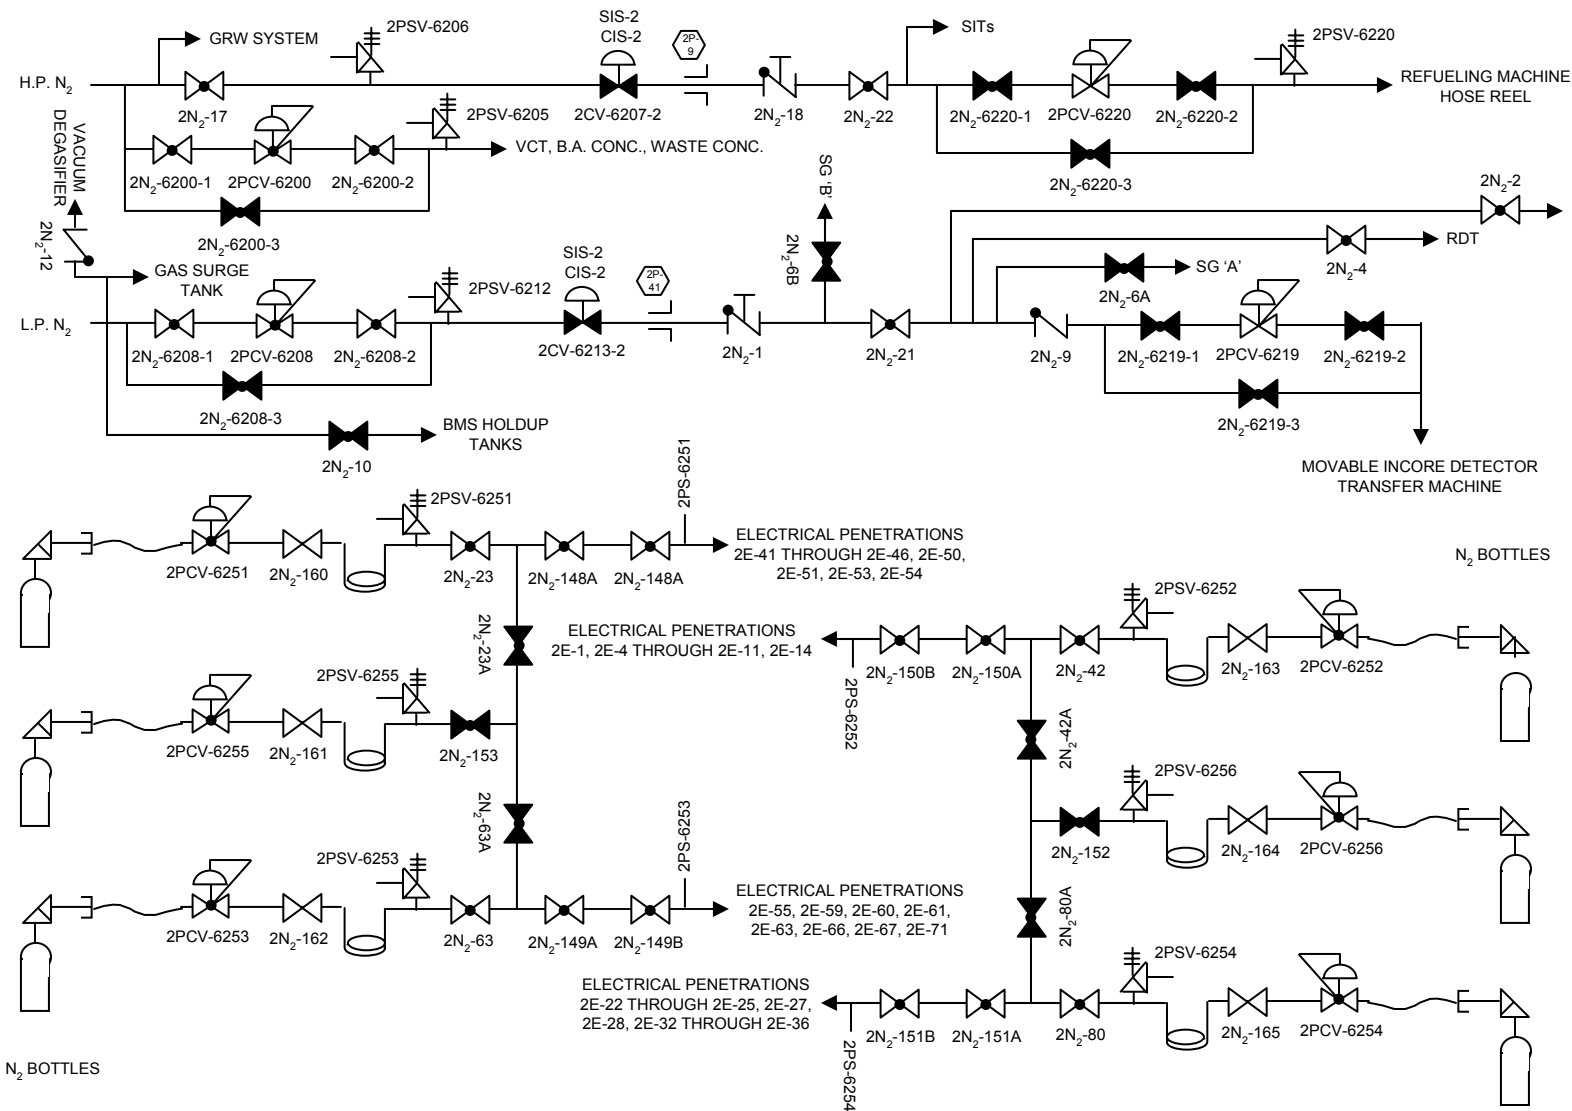 SIS-2
CIS-2
2PSV-6206
GRW SYSTEM
2P-
9
SITs
2PSV-6220
H.P. N2
2N2-17
2CV-6207-2
2N2-18
2N2-22
2N2-6220-1
2PCV-6220
2N2-6220-2
REFUELING MACHINE
HOSE REEL
2PSV-6205
VACUUM
DEGASIFIER
VCT, B.A. CONC., WASTE CONC.
2N2-6200-1
2PCV-6200
2N2-6200-2
2N2-6220-3
SG 'B'
2N2-2
2N2-6200-3
2N2-12
SIS-2
CIS-2
2N2-6B
RDT
2N2-4
GAS SURGE
TANK
2PSV-6212
2P-
41
SG 'A'
2N2-6A
L.P. N2
2N2-6208-1
2PCV-6208
2N2-6208-2
2CV-6213-2
2N2-1
2N2-21
2N2-9
2N2-6219-1
2PCV-6219
2N2-6219-2
2N2-6208-3
2N2-6219-3
BMS HOLDUP
TANKS
2N2-10
MOVABLE INCORE DETECTOR
TRANSFER MACHINE
2PSV-6251
2PS-6251
ELECTRICAL PENETRATIONS
2E-41 THROUGH 2E-46, 2E-50,
2E-51, 2E-53, 2E-54
N2 BOTTLES
2PCV-6251
2N2-160
2N2-23
2N2-148A
2N2-148A
2PSV-6252
2N2-23A
ELECTRICAL PENETRATIONS
2E-1, 2E-4 THROUGH 2E-11, 2E-14
2N2-150B
2N2-150A
2N2-42
2N2-163
2PCV-6252
2PSV-6255
2PS-6252
2N2-42A
2PCV-6255
2N2-161
2N2-153
2PSV-6256
2N2-63A
2PS-6253
2N2-152
2N2-164
2PCV-6256
2PSV-6253
ELECTRICAL PENETRATIONS
2E-55, 2E-59, 2E-60, 2E-61,
2E-63, 2E-66, 2E-67, 2E-71
2N2-80A
2PCV-6253
2N2-162
2N2-63
2N2-149A
2N2-149B
2PSV-6254
ELECTRICAL PENETRATIONS
2E-22 THROUGH 2E-25, 2E-27,
2E-28, 2E-32 THROUGH 2E-36
2N2-151B
2N2-151A
2N2-80
2N2-165
2PCV-6254
2PS-6254
N2 BOTTLES